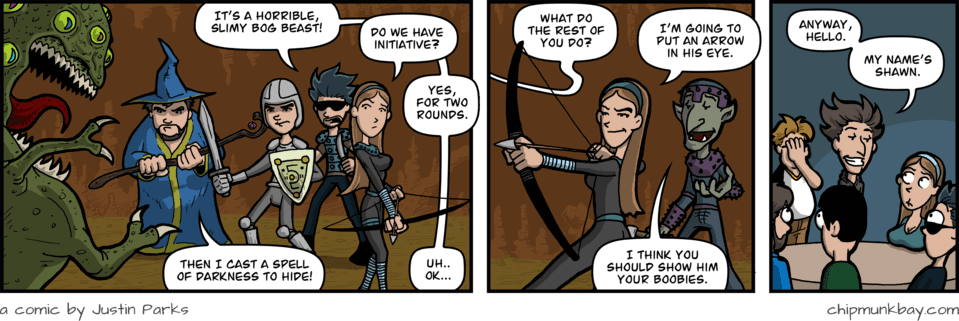 IT'S A HORRIBLE,
SLIMY BOG BEAST!
DO WE HAVE
INITIATIVE?
YES,
FOR TWO
ROUNDS.
THEN I CAST A SPELL
OF DARKNESS TO HIDE!
UH..
OK...
WHAT DO
THE REST OF
YOU DO?
I'M GOING TO
PUT AN ARROW
IN HIS EYE.
I THINK YOU
SHOULD SHOW HIM
YOUR BOOBIES.
ANYWAY,
HELLO.
MY NAME'S
SHAWN.
a comic by Justin Parks
chipmunkbay.com